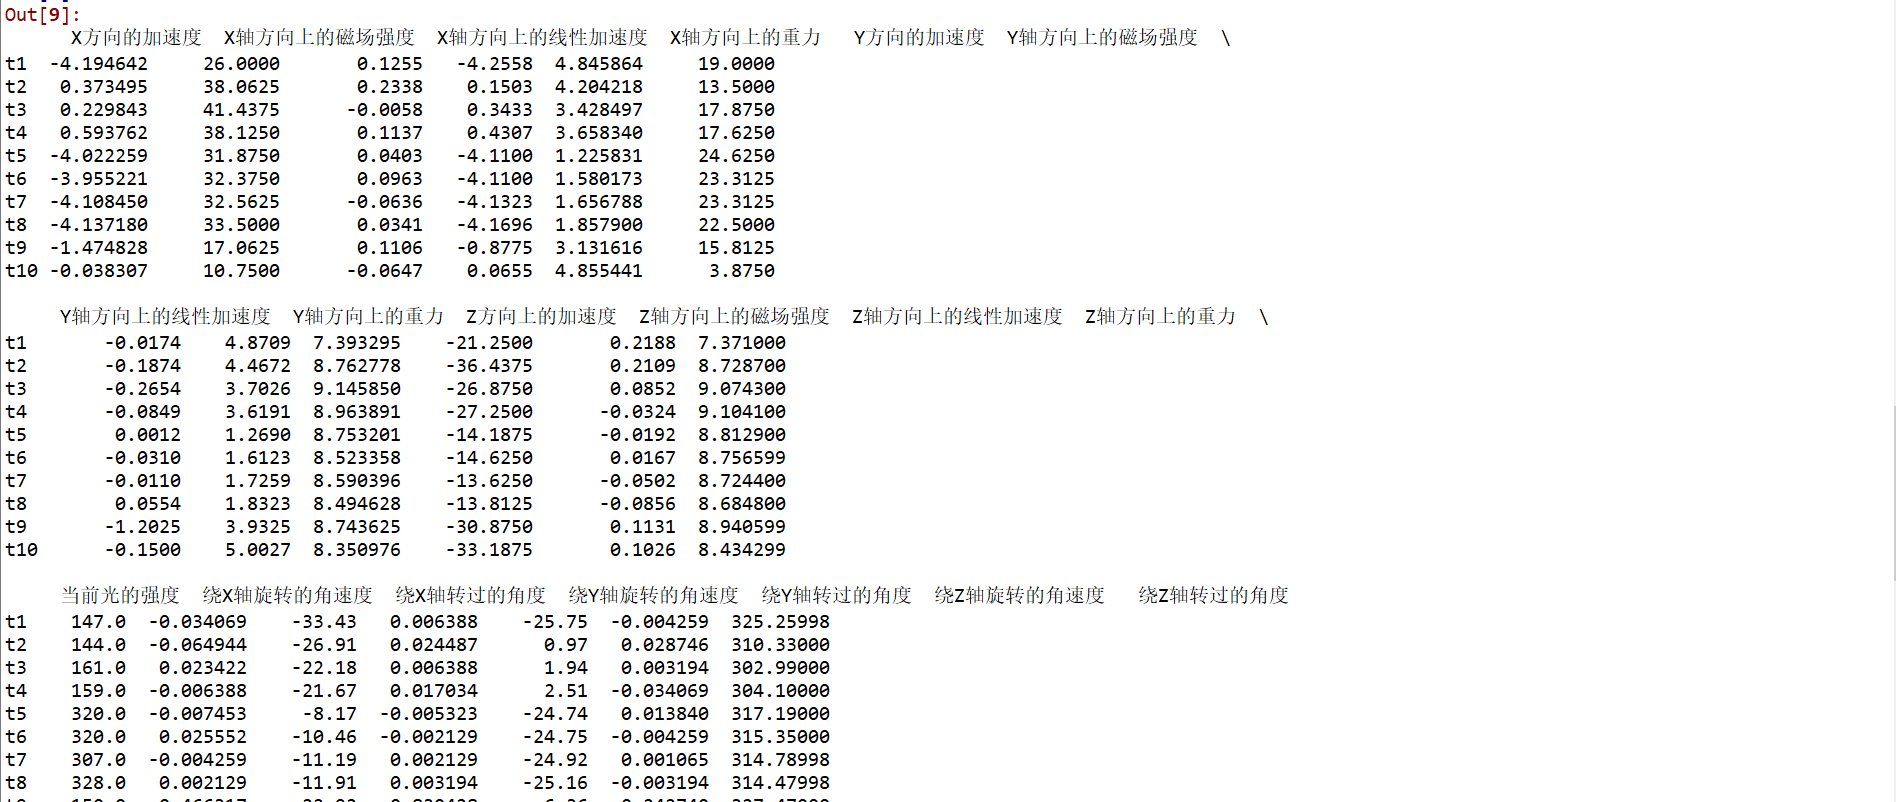 Out[9]:
X方向的加速度 X轴方向上的磁场强度 X轴方向上的线性加速度 X轴方向上的重力 Y方向的加速度 Y轴方向上的磁场强度 \
t1 -4.194642 26.0000 0.1255 -4.2558 4.845864 19.0000
t2 0.373495 38.0625 0.2338 0.1503 4.204218 13.5000
t3 0.229843 41.4375 -0.0058 0.3433 3.428497 17.8750
t4 0.593762 38.1250 0.1137 0.4307 3.658340 17.6250
t5 -4.022259 31.8750 0.0403 -4.1100 1.225831 24.6250
t6 -3.955221 32.3750 0.0963 -4.1100 1.580173 23.3125
t7 -4.108450 32.5625 -0.0636 -4.1323 1.656788 23.3125
t8 -4.137180 33.5000 0.0341 -4.1696 1.857900 22.5000
t9 -1.474828 17.0625 0.1106 -0.8775 3.131616 15.8125
t10 -0.038307 10.7500 -0.0647 0.0655 4.855441 3.8750
Y轴方向上的线性加速度 Y轴方向上的重力 Z方向上的加速度 Z轴方向上的磁场强度 Z轴方向上的线性加速度 Z轴方向上的重力 \
t1 -0.0174 4.8709 7.393295 -21.2500 0.2188 7.371000
t2 -0.1874 4.4672 8.762778 -36.4375 0.2109 8.728700
t3 -0.2654 3.7026 9.145850 -26.8750 0.0852 9.074300
t4 -0.0849 3.6191 8.963891 -27.2500 -0.0324 9.104100
t5 0.0012 1.2690 8.753201 -14.1875 -0.0192 8.812900
t6 -0.0310 1.6123 8.523358 -14.6250 0.0167 8.756599
t7 -0.0110 1.7259 8.590396 -13.6250 -0.0502 8.724400
t8 0.0554 1.8323 8.494628 -13.8125 -0.0856 8.684800
t9 -1.2025 3.9325 8.743625 -30.8750 0.1131 8.940599
t10 -0.1500 5.0027 8.350976 -33.1875 0.1026 8.434299
当前光的强度 绕X轴旋转的角速度 绕X轴转过的角度 绕Y轴旋转的角速度 绕Y轴转过的角度 绕Z轴旋转的角速度 绕Z轴转过的角度
t1 147.0 -0.034069 -33.43 0.006388 -25.75 -0.004259 325.25998
t2 144.0 -0.064944 -26.91 0.024487 0.97 0.028746 310.33000
t3 161.0 0.023422 -22.18 0.006388 1.94 0.003194 302.99000
t4 159.0 -0.006388 -21.67 0.017034 2.51 -0.034069 304.10000
t5 320.0 -0.007453 -8.17 -0.005323 -24.74 0.013840 317.19000
t6 320.0 0.025552 -10.46 -0.002129 -24.75 -0.004259 315.35000
t7 307.0 -0.004259 -11.19 0.002129 -24.92 0.001065 314.78998
t8 328.0 0.002129 -11.91 0.003194 -25.16 -0.003194 314.47998